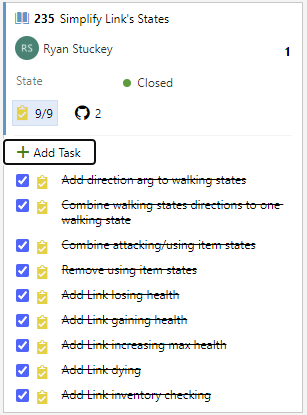 235 Simplify Link's States
RS Ryan Stuckey
1
State
Closed
9/9
2
+ Add Task
Add direction arg to walking states
Combine walking states directions to one
walking state
Combine attacking/using item states
Remove using item states
Add Link losing health
Add Link gaining health
Add Link increasing max health
Add Link dying
Add Link inventory checking